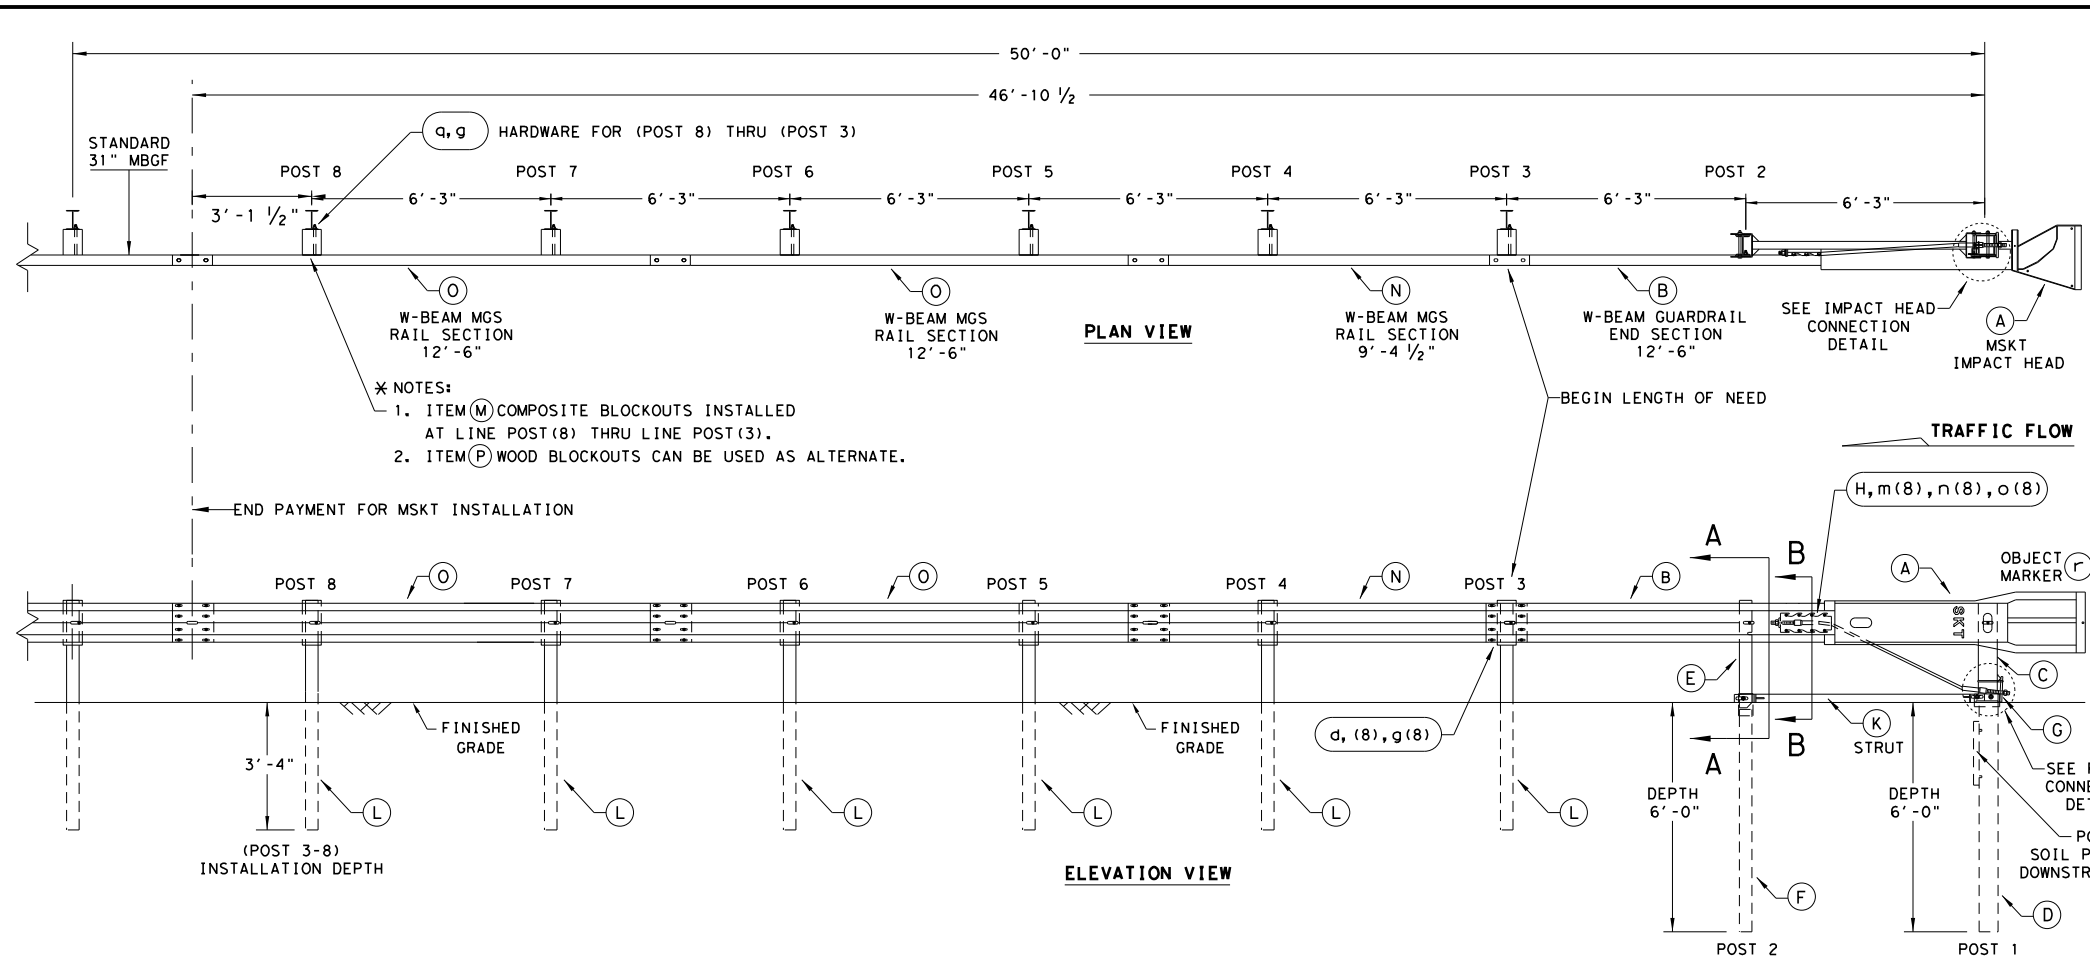 50'-0"
46'-10 ½
q,g HARDWARE FOR (POST 8) THRU (POST 3)
STANDARD
31" MBGF
POST 8
POST 7
POST 6
POST 5
POST 4
POST 3
POST 2
3'-1 ½"
6'-3"
6'-3"
6'-3"
6'-3"
6'-3"
6'-3"
6'-3"
O
W-BEAM MGS
RAIL SECTION
12'-6"
O
W-BEAM MGS
RAIL SECTION
12'-6"
PLAN VIEW
N
W-BEAM MGS
RAIL SECTION
9'-4 ½"
B
W-BEAM GUARDRAIL
END SECTION
12'-6"
SEE IMPACT HEAD
CONNECTION
DETAIL
A
MSKT
IMPACT HEAD
* NOTES:
1. ITEM M COMPOSITE BLOCKOUTS INSTALLED
AT LINE POST(8) THRU LINE POST(3).
2. ITEM P WOOD BLOCKOUTS CAN BE USED AS ALTERNATE.
BEGIN LENGTH OF NEED
TRAFFIC FLOW
END PAYMENT FOR MSKT INSTALLATION
H,m(8),n(8),o(8)
A
B
OBJECT
MARKER r
A
POST 8
O
POST 7
POST 6
O
POST 5
POST 4
N
POST 3
B
SKT
E
C
G
K
STRUT
FINISHED
GRADE
FINISHED
GRADE
d,(8),g(8)
A
B
3'-4"
L
L
L
L
L
L
(POST 3-8)
INSTALLATION DEPTH
DEPTH
6'-0"
DEPTH
6'-0"
SEE
CONNE
DET
PO
SOIL P
DOWNSTR
ELEVATION VIEW
F
D
POST 2
POST 1